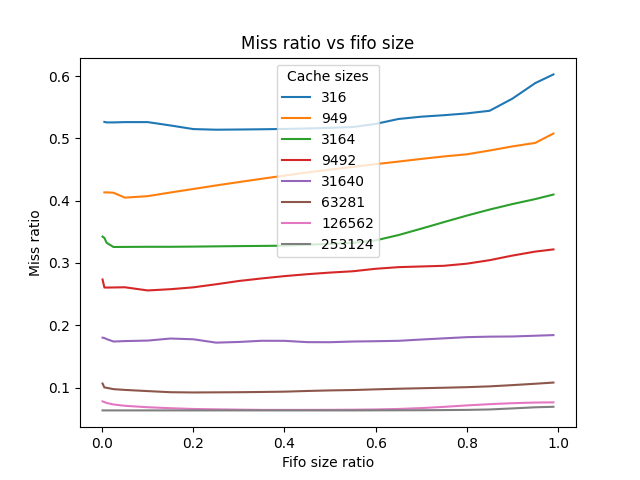 Miss ratio vs fifo size
Cache sizes
316
949
3164
9492
31640
63281
126562
253124
Miss ratio
0.6
0.5
0.4
0.3
0.2
0.1
0.0 0.2 0.4 0.6 0.8 1.0
Fifo size ratio